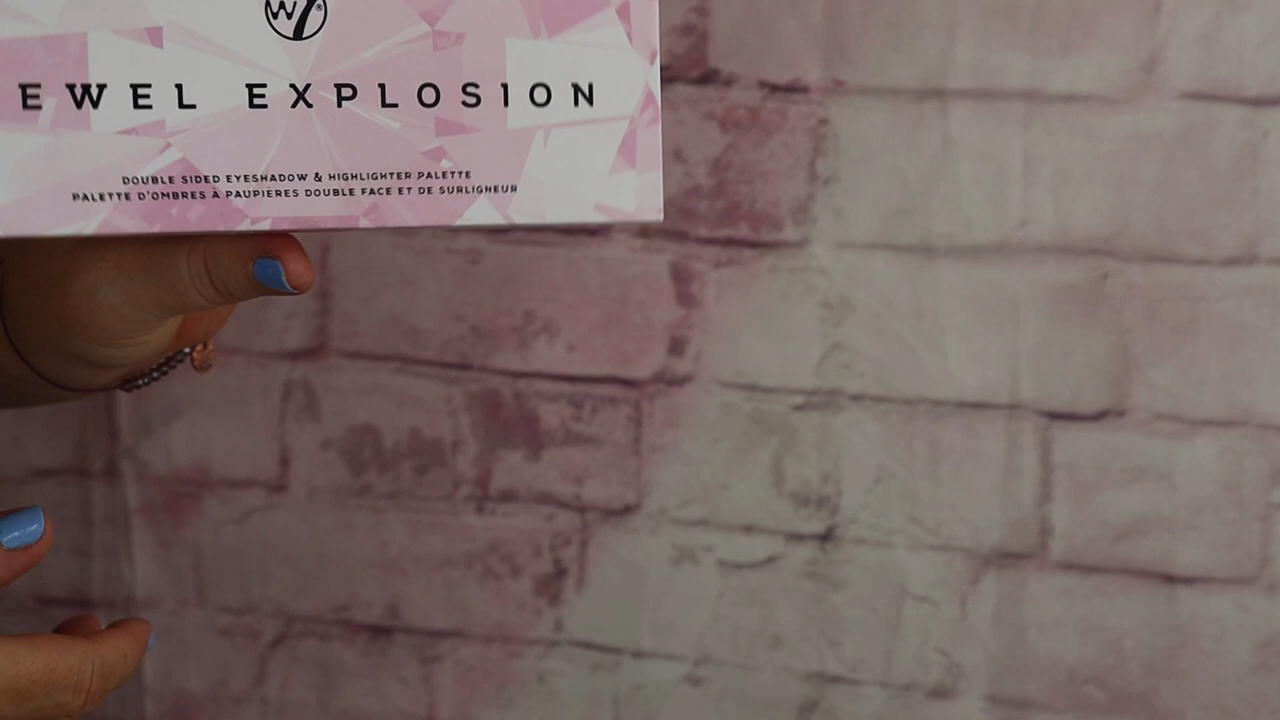 W7®
EWEL EXPLOSION
DOUBLE SIDED EYESHADOW & HIGHLIGHTER PALETTE
PALETTE D'OMBRES À PAUPIÈRES DOUBLE FACE ET DE SURLIGNEUR